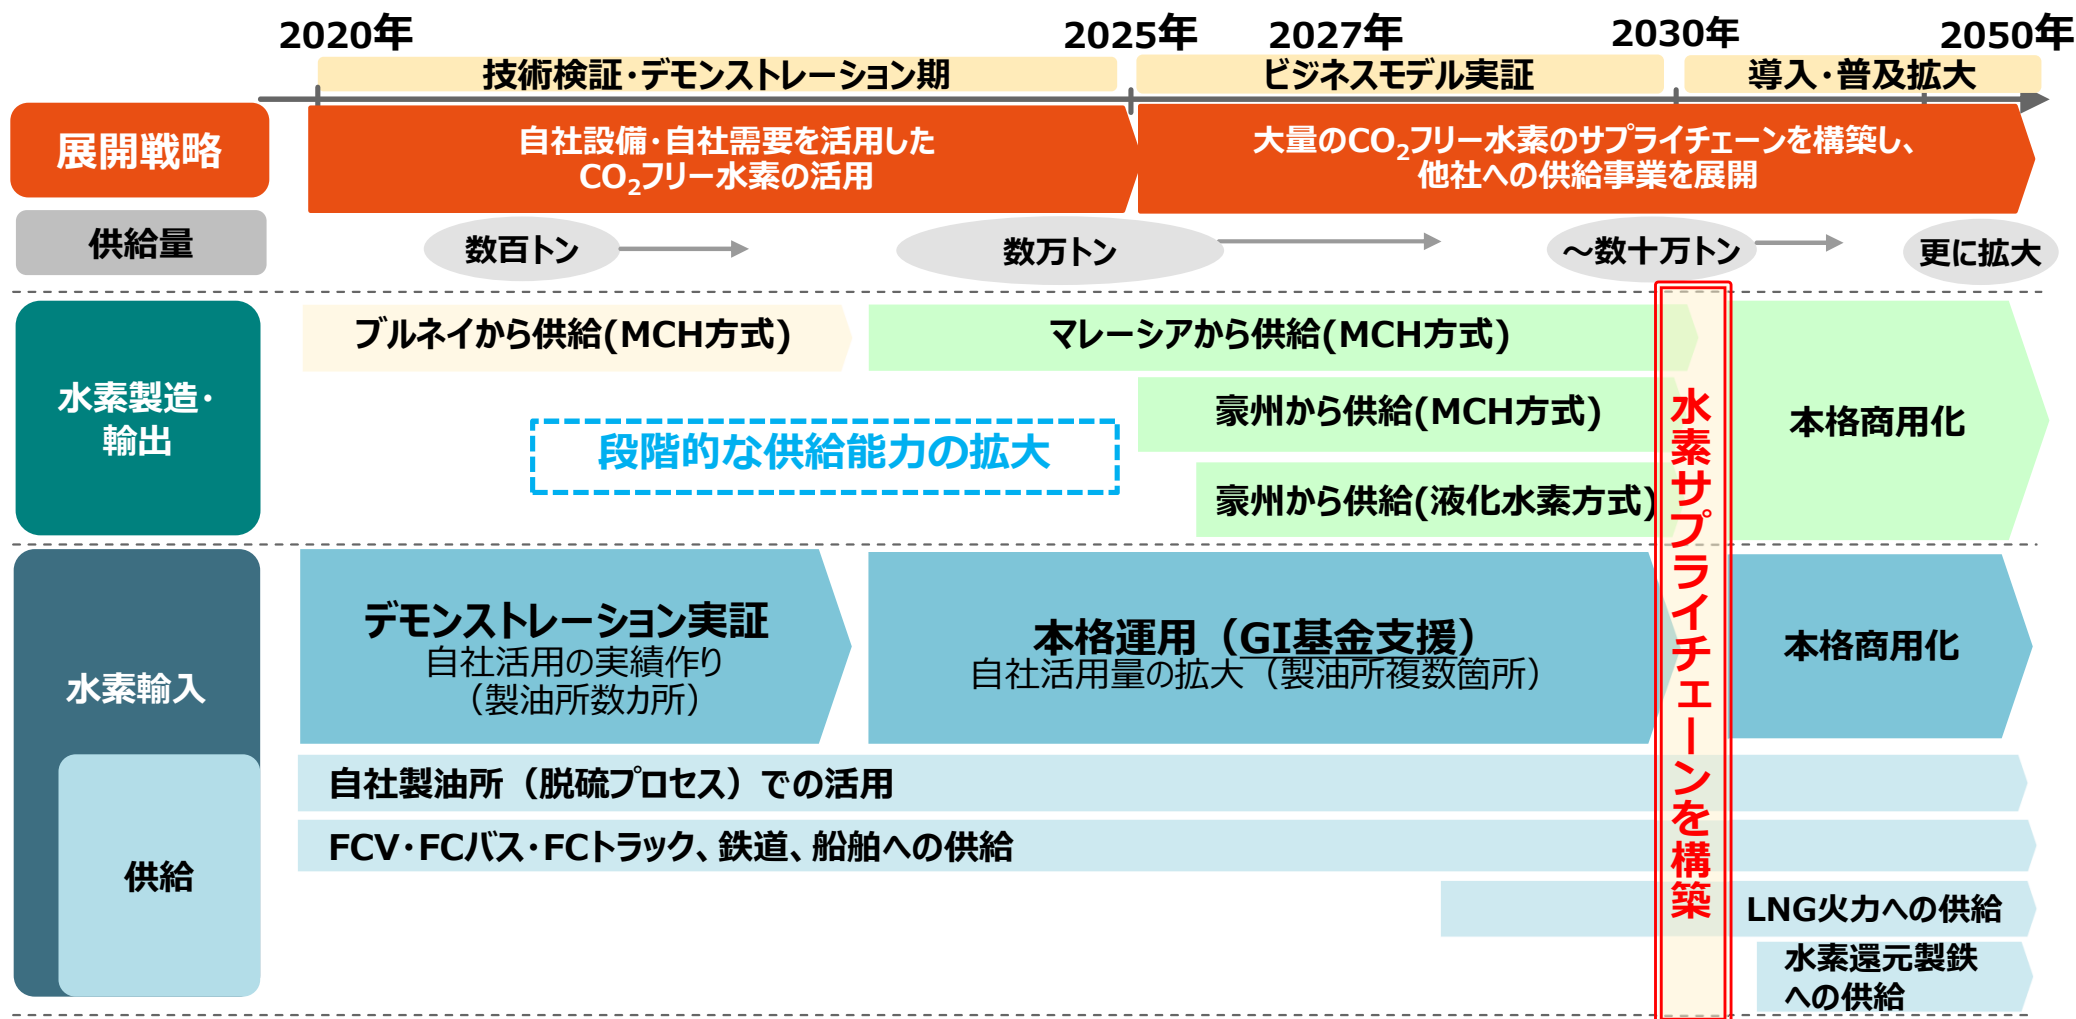 2020年
2025年
2027年
2030年
2050年
技術検証・デモンストレーション期
ビジネスモデル実証
導入・普及拡大
展開戦略
自社設備・自社需要を活用した
CO2フリー水素の活用
大量のCO2フリー水素のサプライチェーンを構築し、
他社への供給事業を展開
供給量
数百トン
数万トン
～数十万トン
更に拡大
水素製造・
輸出
ブルネイから供給(MCH方式)
マレーシアから供給(MCH方式)
豪州から供給(MCH方式)
豪州から供給(液化水素方式)
段階的な供給能力の拡大
本格商用化
水素サプライチェーンを構築
水素輸入
デモンストレーション実証
自社活用の実績作り
（製油所数カ所）
本格運用（GI基金支援）
自社活用量の拡大（製油所複数箇所）
本格商用化
供給
自社製油所（脱硫プロセス）での活用
FCV・FCバス・FCトラック、鉄道、船舶への供給
LNG火力への供給
水素還元製鉄
への供給